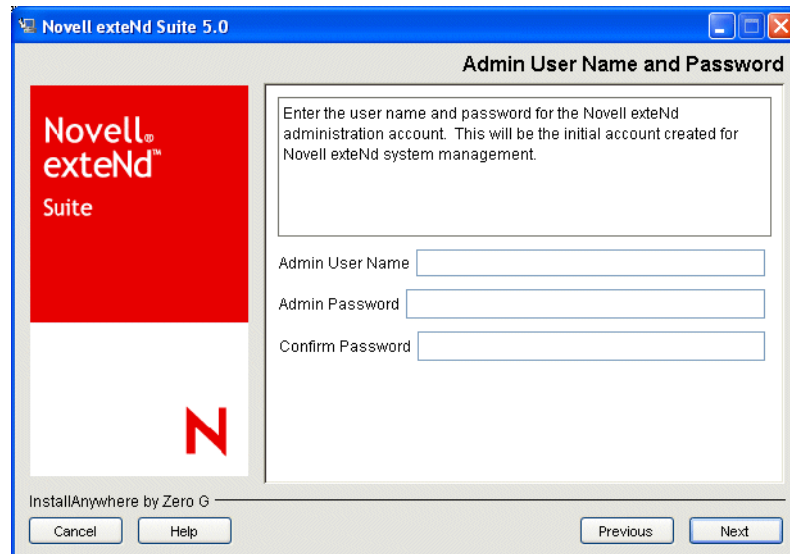 Novell exteNd Suite 5.0
Admin User Name and Password
Novell®
exteNd™
Suite
Enter the user name and password for the Novell exteNd
administration account. This will be the initial account created for
Novell exteNd system management.
Admin User Name
Admin Password
Confirm Password
N
InstallAnywhere by Zero G
Cancel
Help
Previous
Next